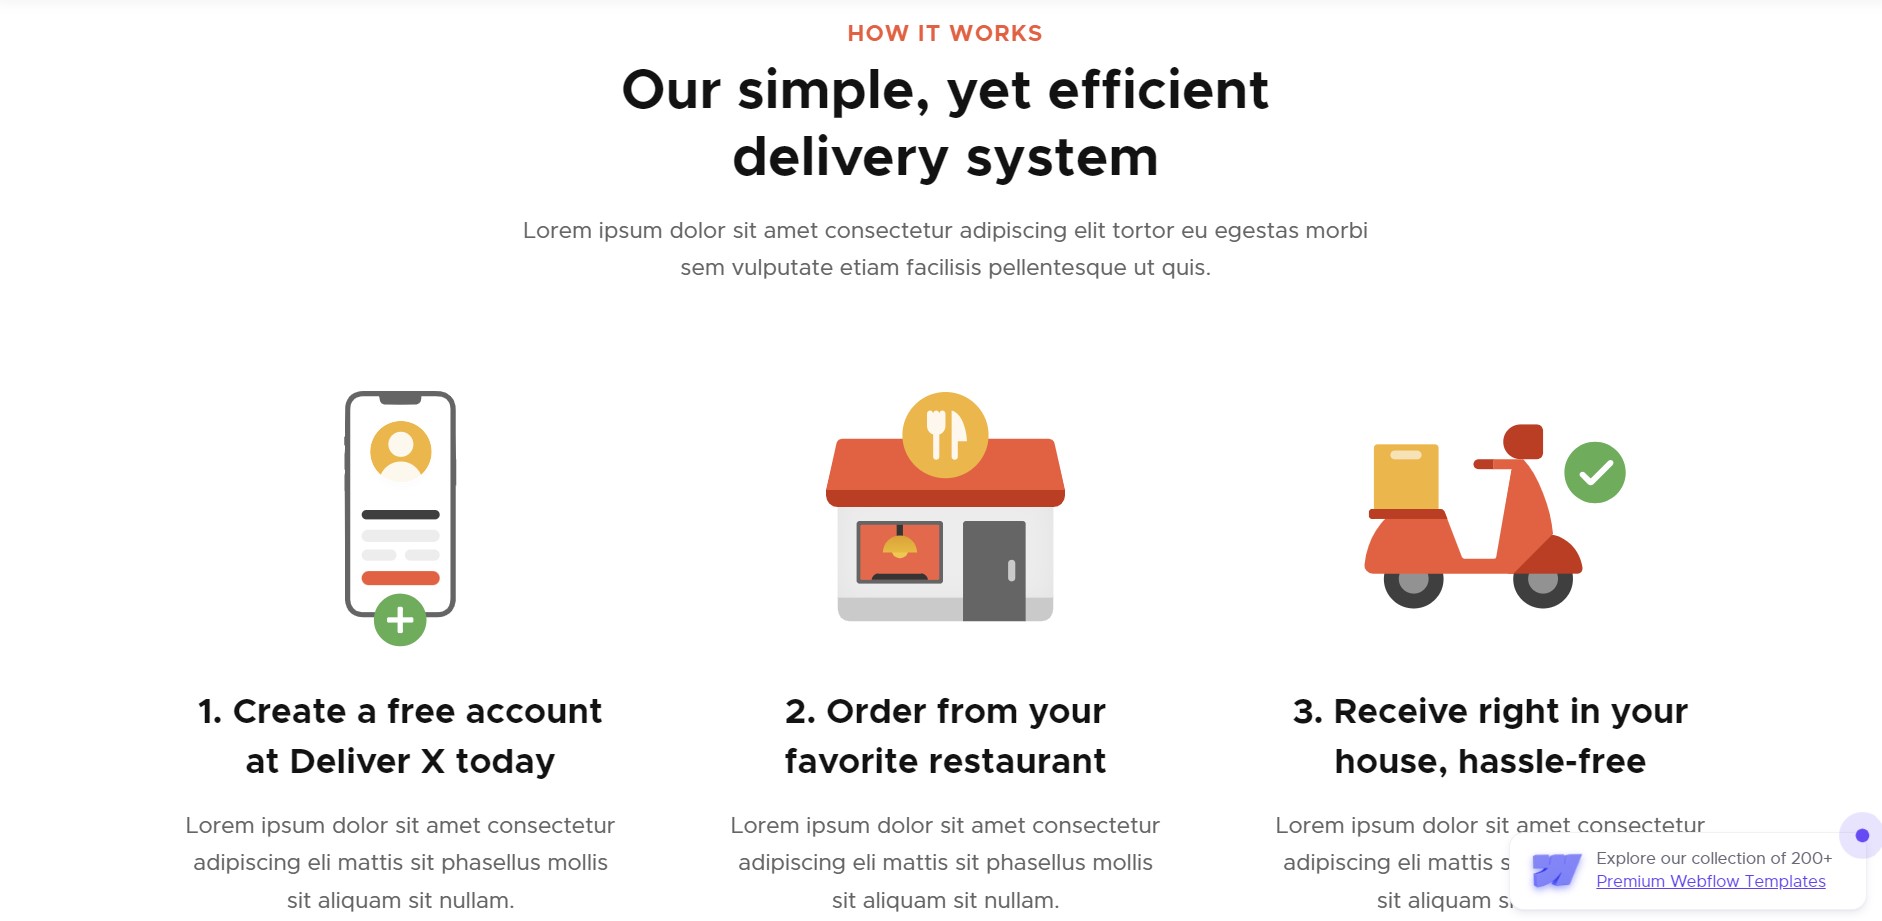 HOW IT WORKS
Our simple, yet efficient
delivery system
Lorem ipsum dolor sit amet consectetur adipiscing elit tortor eu egestas morbi
sem vulputate etiam facilisis pellentesque ut quis.
1. Create a free account
at Deliver X today
Lorem ipsum dolor sit amet consectetur
adipiscing eli mattis sit phasellus mollis
sit aliquam sit nullam.
2. Order from your
favorite restaurant
Lorem ipsum dolor sit amet consectetur
adipiscing eli mattis sit phasellus mollis
sit aliquam sit nullam.
3. Receive right in your
house, hassle-free
Lorem ipsum dolor sit amet consectetur
adipiscing eli mattis
sit aliquam
Explore our collection of 200+
Premium Webflow Templates